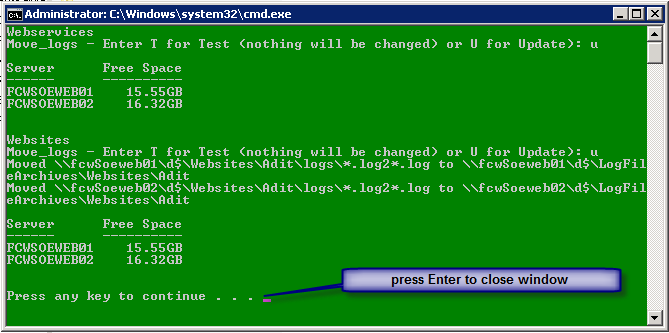 Administrator: C:\Windows\system32\cmd.exe
Webservices
Move_logs - Enter T for Test (nothing will be changed) or U for Update): u
Server Free Space
------ ----------
FCWSOEWEB01 15.55GB
FCWSOEWEB02 16.32GB
Websites
Move_logs - Enter T for Test (nothing will be changed) or U for Update): u
Moved \\fcwSoeweb01\d$\Websites\Adit\logs\*.log2*.log to \\fcwSoeweb01\d$\LogFil
eArchives\Websites\Adit
Moved \\fcwSoeweb02\d$\Websites\Adit\logs\*.log2*.log to \\fcwSoeweb02\d$\LogFil
eArchives\Websites\Adit
Server Free Space
------ ----------
FCWSOEWEB01 15.55GB
FCWSOEWEB02 16.32GB
press Enter to close window
Press any key to continue . . . _